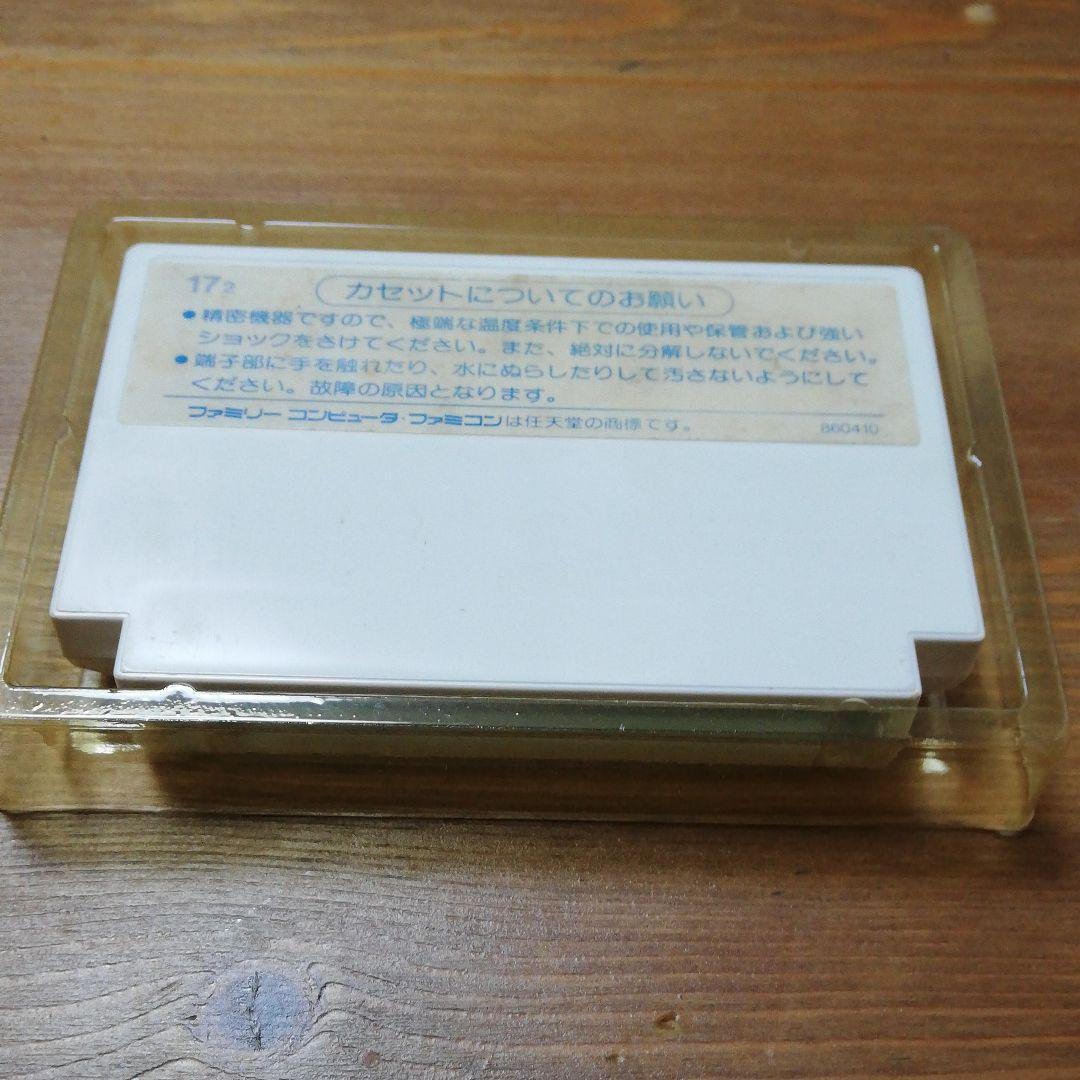 17₂
カセットについてのお願い
●精密機器ですので、極端な温度条件下での使用や保管および強い
ショックをさけてください。また、絶対に分解しないでください。
●端子部に手を触れたり、水にぬらしたりして汚さないようにして
ください。故障の原因となります。
ファミリーコンピュータ・ファミコンは任天堂の商標です。
860410